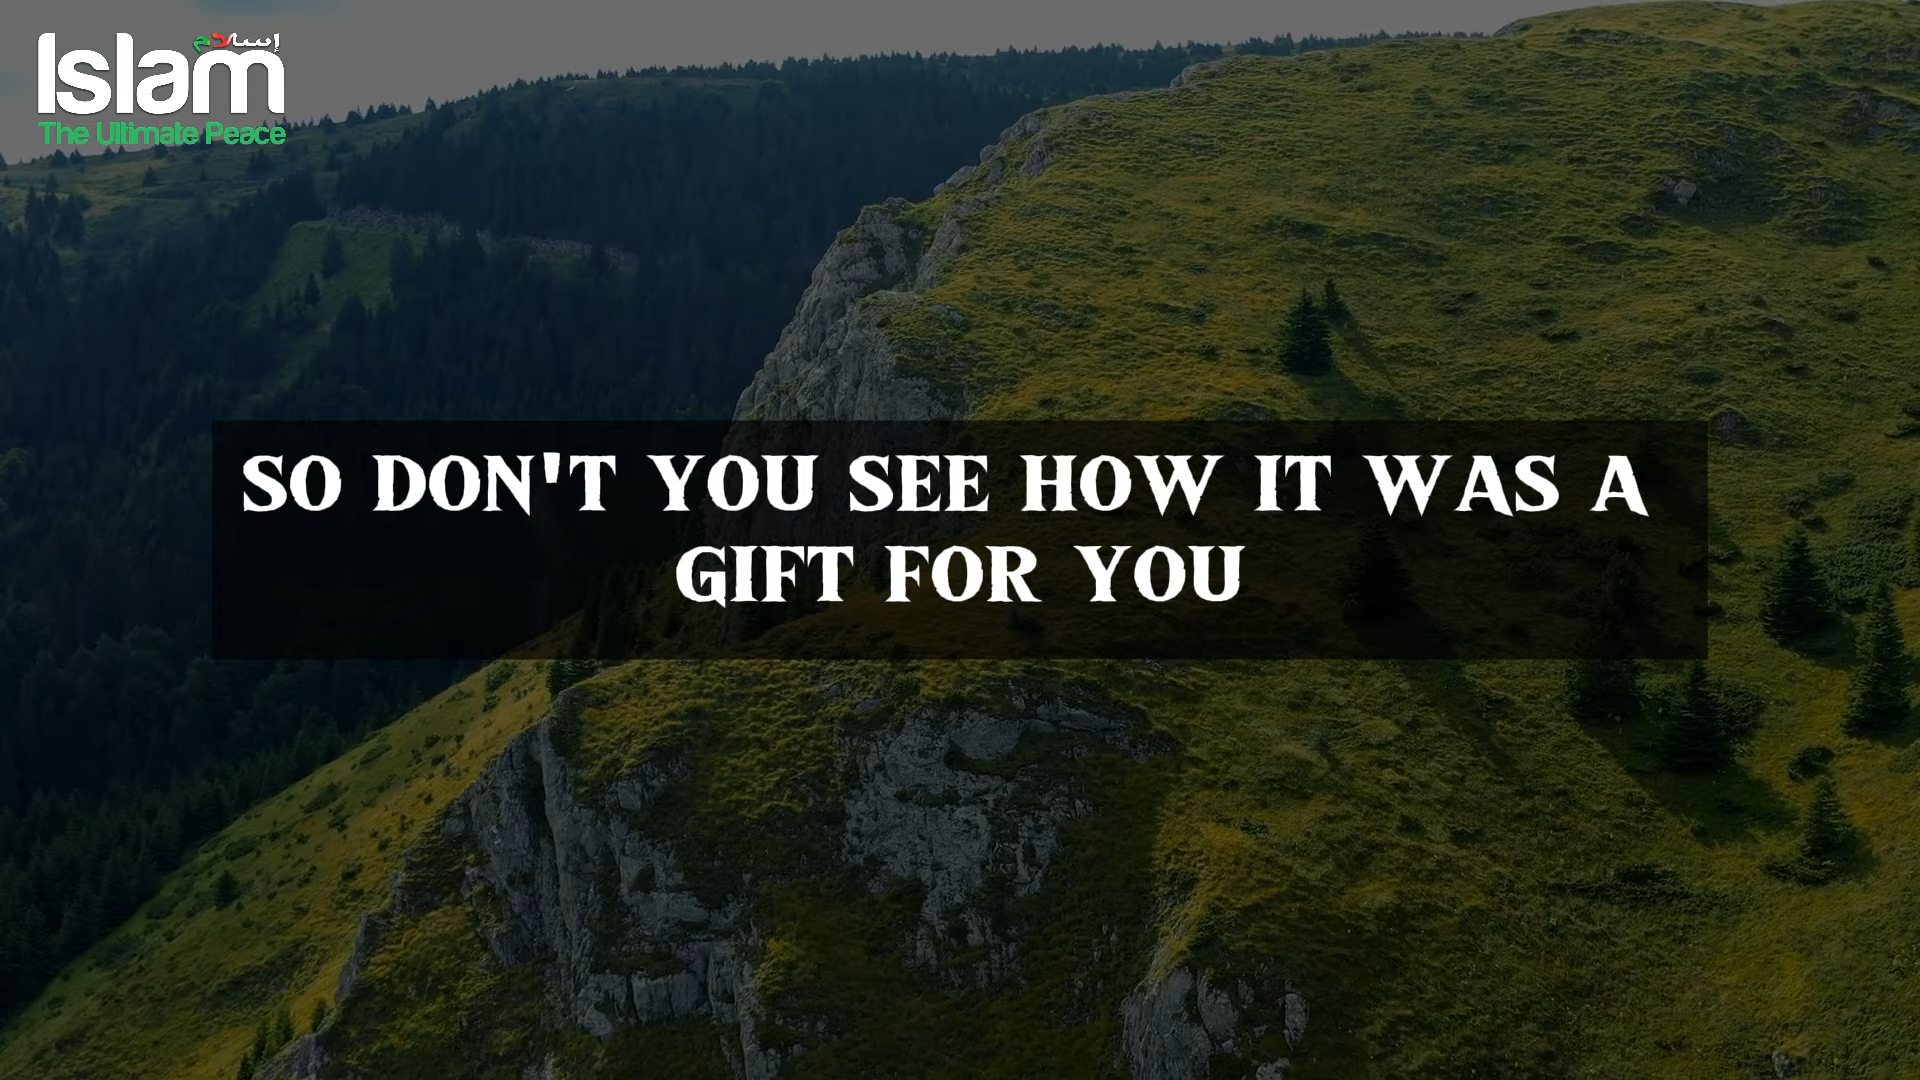 إسلام
Islam
The Ultimate Peace
SO DON'T YOU SEE HOW IT WAS A
GIFT FOR YOU